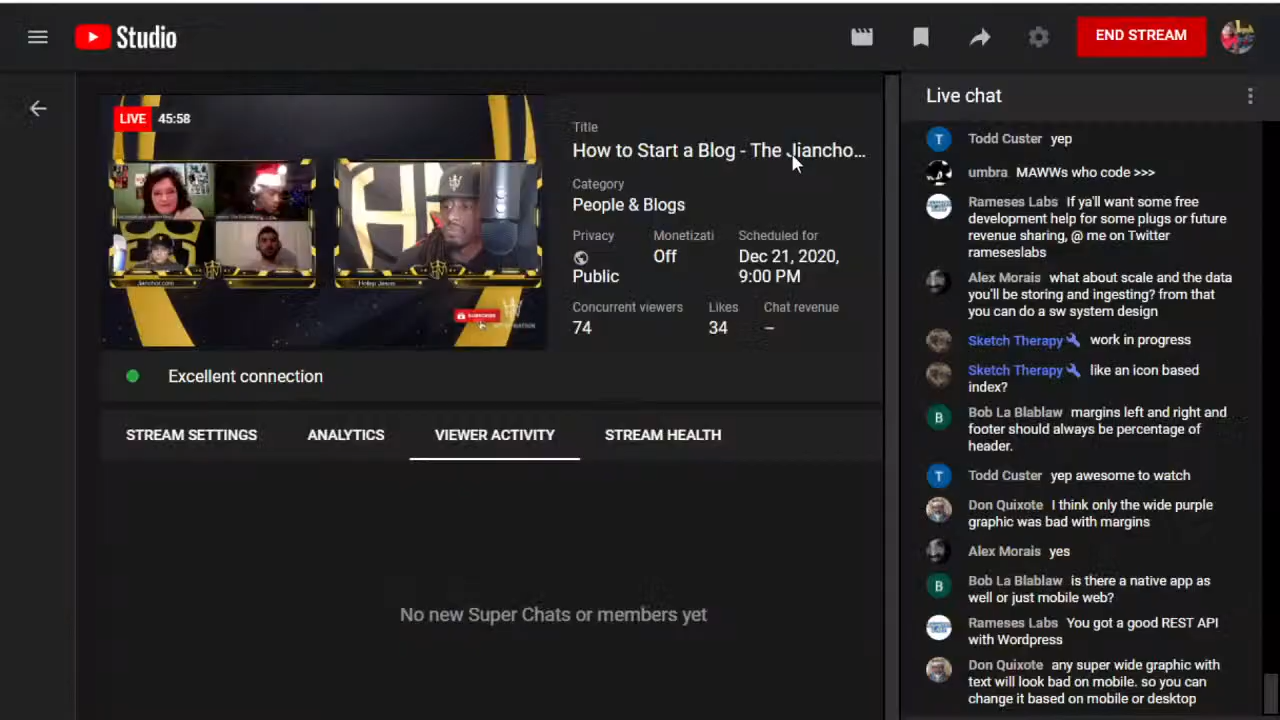 Studio
END STREAM
LIVE 45:58
Jianchor.com
Hotep Jesus
SUBSCRIBE
Title
How to Start a Blog - The Jiancho...
Category
People & Blogs
Privacy
Public
Monetizati
Off
Scheduled for
Dec 21, 2020,
9:00 PM
Concurrent viewers
74
Likes
34
Chat revenue
–
Excellent connection
STREAM SETTINGS
ANALYTICS
VIEWER ACTIVITY
STREAM HEALTH
No new Super Chats or members yet
Live chat
T Todd Custer yep
umbra MAWWs who code >>>
Rameses Labs If ya'll want some free
development help for some plugs or future
revenue sharing, @ me on Twitter
rameseslabs
Alex Morais what about scale and the data
you'll be storing and ingesting? from that
you can do a sw system design
Sketch Therapy work in progress
Sketch Therapy like an icon based
index?
B Bob La Blablaw margins left and right and
footer should always be percentage of
header.
T Todd Custer yep awesome to watch
Don Quixote I think only the wide purple
graphic was bad with margins
Alex Morais yes
B Bob La Blablaw is there a native app as
well or just mobile web?
Rameses Labs You got a good REST API
with Wordpress
Don Quixote any super wide graphic with
text will look bad on mobile. so you can
change it based on mobile or desktop